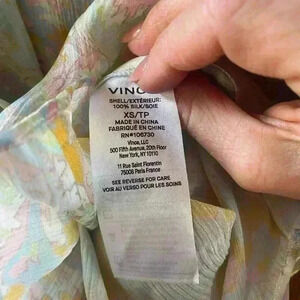 VINCE
SHELL/EXTÉRIEUR:
100% SILK/SOIE
XS/TP
MADE IN CHINA
FABRIQUÉ EN CHINE
RN#106730
Vince, LLC
500 Fifth Avenue, 20th Floor
New York, NY 10110
11 Rue Saint Florentin
75008 Paris France
SEE REVERSE FOR CARE
VOIR AU VERSO POUR LES SOINS